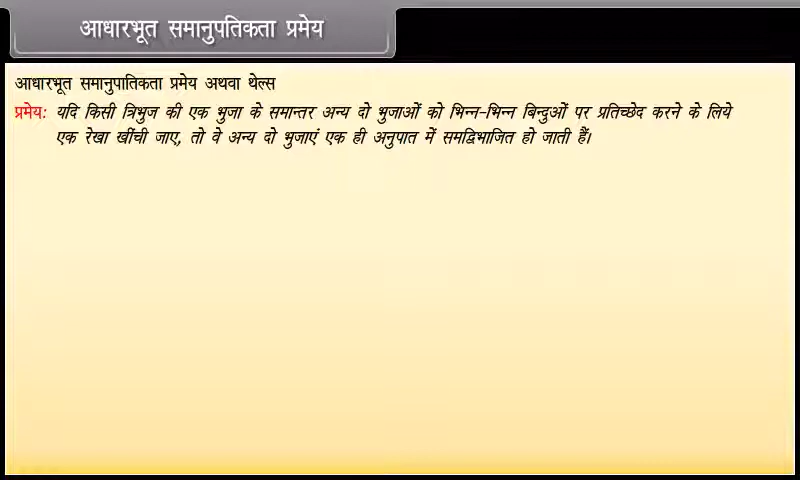 आधारभूत समानुपतिकता प्रमेय
आधारभूत समानुपातिकता प्रमेय अथवा थेल्स
प्रमेय: यदि किसी त्रिभुज की एक भुजा के समान्तर अन्य दो भुजाओं को भिन्न-भिन्न बिन्दुओं पर प्रतिच्छेद करने के लिये
एक रेखा खींची जाए, तो वे अन्य दो भुजाएं एक ही अनुपात में समद्विभाजित हो जाती हैं।